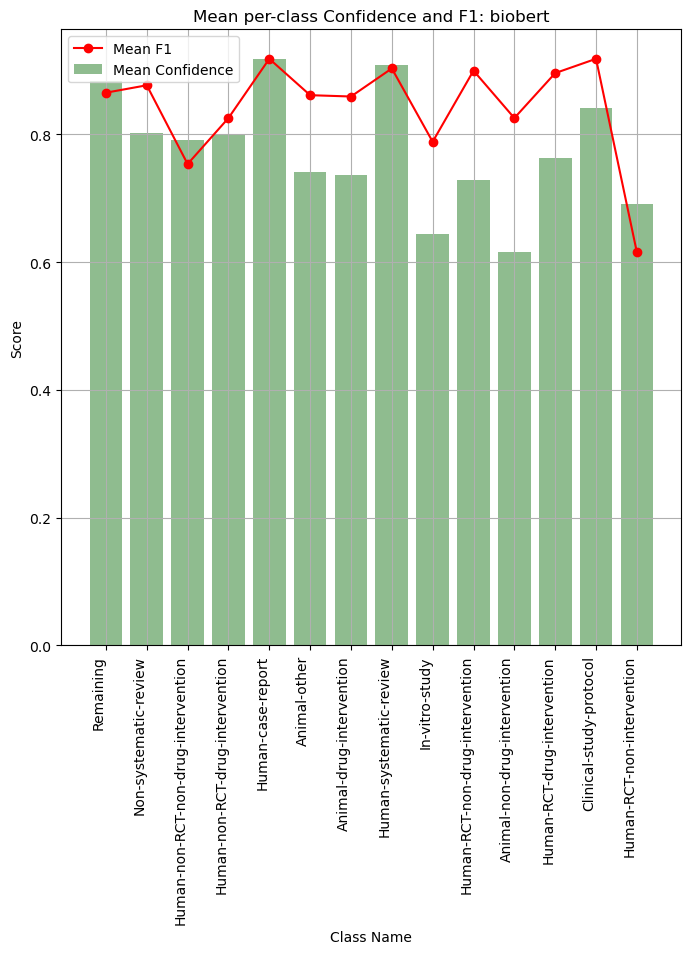 Mean per-class Confidence and F1: biobert
Mean F1
Mean Confidence
0.8
0.6
0.4
0.2
0.0
Score
Remaining
Non-systematic-review
Human-non-RCT-non-drug-intervention
Human-non-RCT-drug-intervention
Human-case-report
Animal-other
Animal-drug-intervention
Human-systematic-review
In-vitro-study
Human-RCT-non-drug-intervention
Animal-non-drug-intervention
Human-RCT-drug-intervention
Clinical-study-protocol
Human-RCT-non-intervention
Class Name